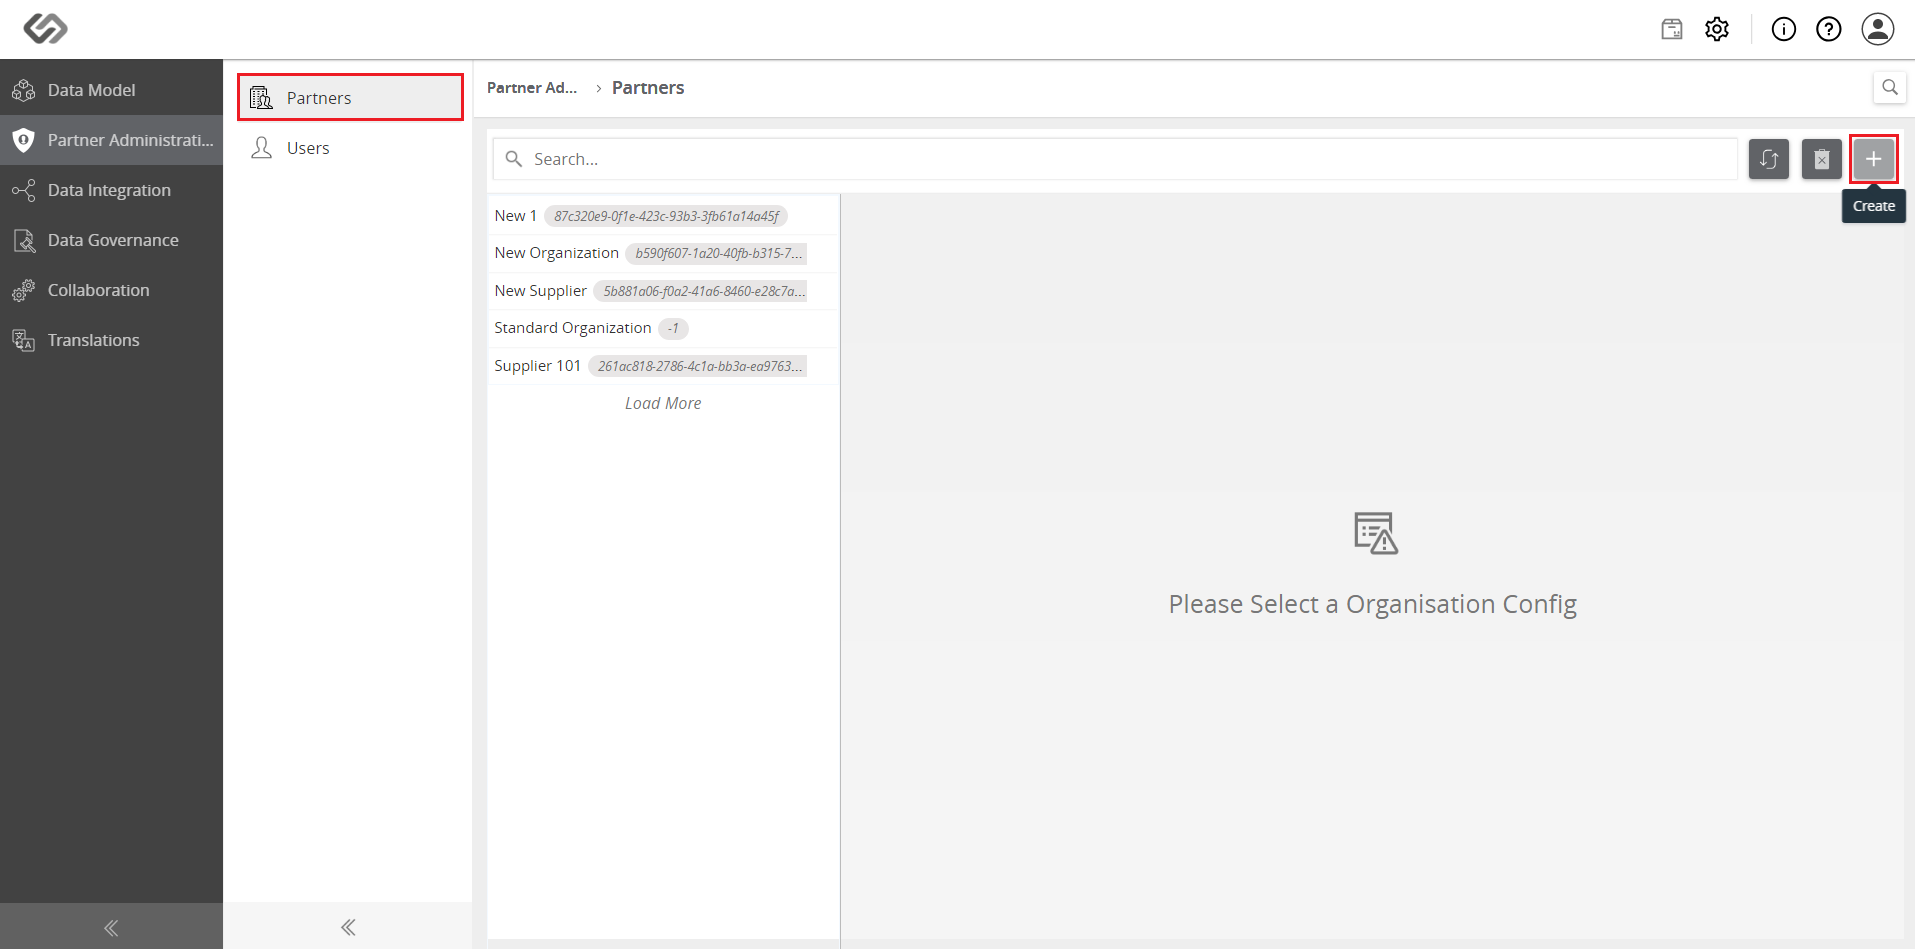 Data Model
Partner Administrati...
Data Integration
Data Governance
Collaboration
Translations
Partners
Users
Partner Ad... › Partners
Search...
Create
New 1 87c320e9-0f1e-423c-93b3-3fb61a14a45f
New Organization b590f607-1a20-40fb-b315-7...
New Supplier 5b881a06-f0a2-41a6-8460-e28c7a...
Standard Organization -1
Supplier 101 261ac818-2786-4c1a-bb3a-ea9763...
Load More
Please Select a Organisation Config